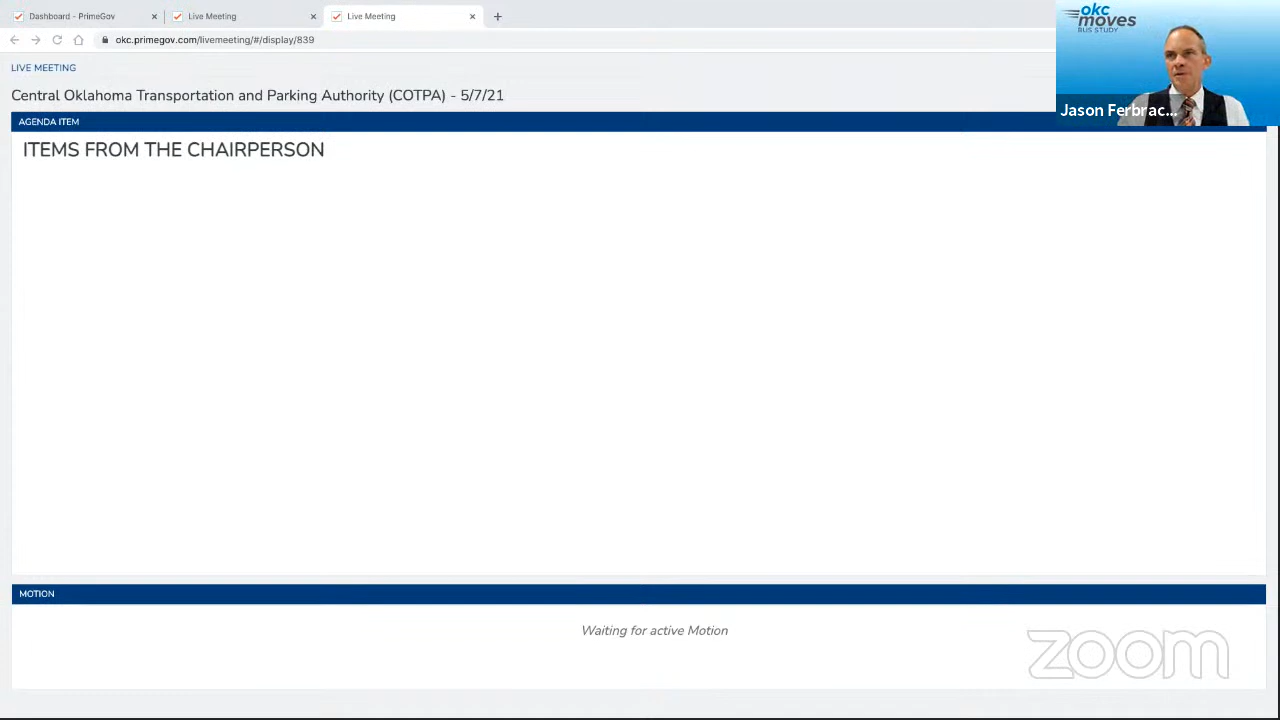 Dashboard - PrimeGov
Live Meeting
Live Meeting
okc.primegov.com/livemeeting/#/display/839
okc
moves
BUS STUDY
Jason Ferbrac...
LIVE MEETING
Central Oklahoma Transportation and Parking Authority (COTPA) - 5/7/21
AGENDA ITEM
ITEMS FROM THE CHAIRPERSON
MOTION
Waiting for active Motion
zoom